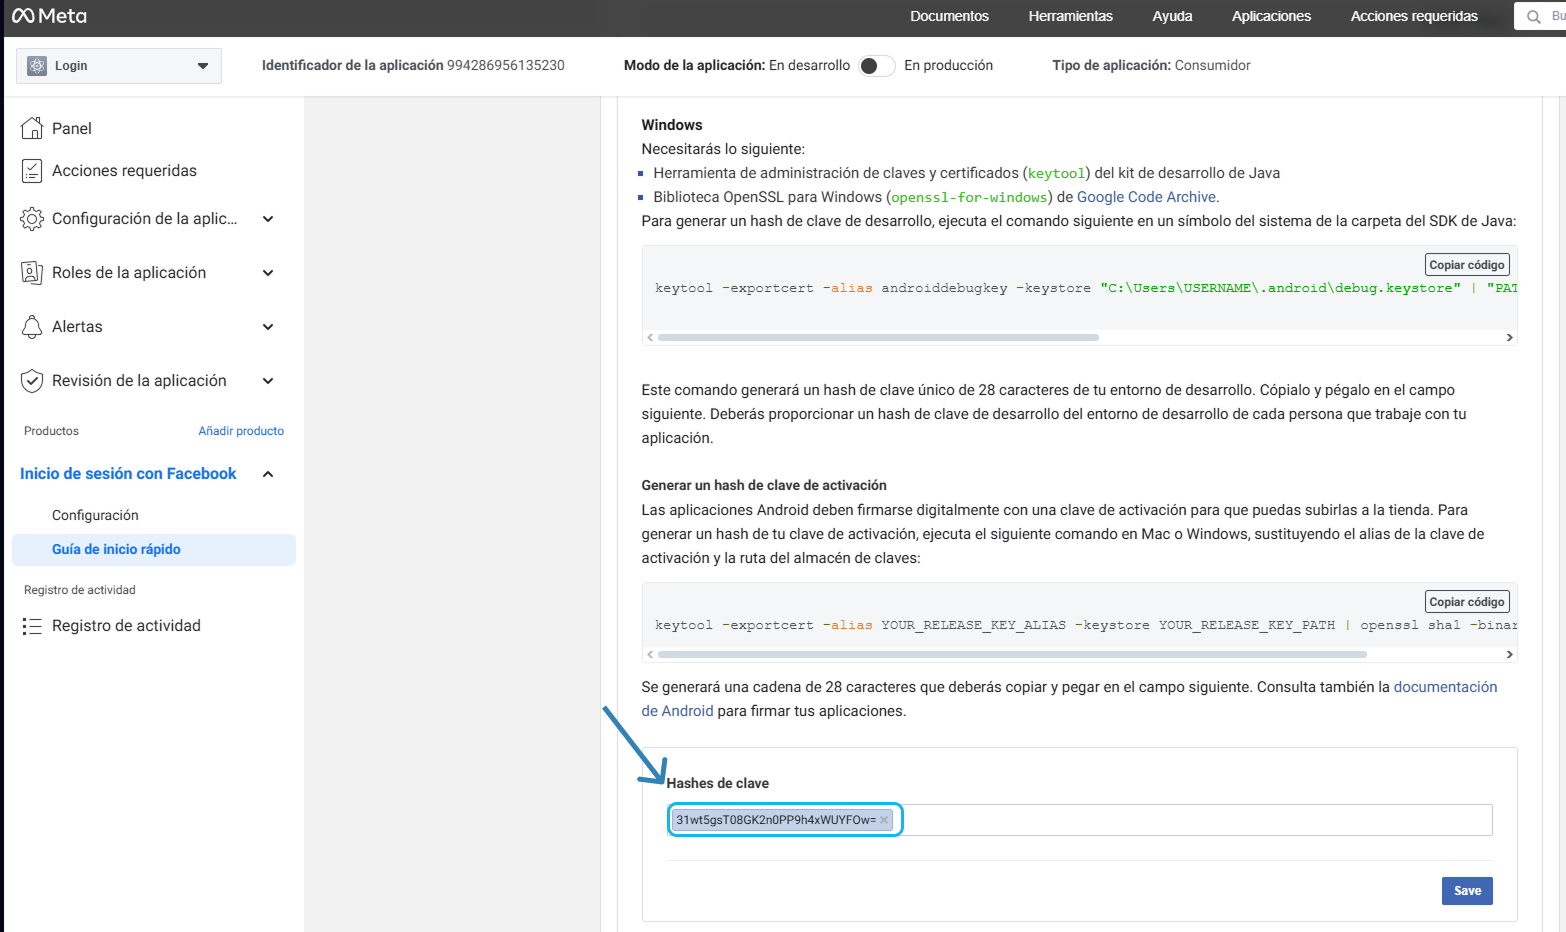 Meta
Documentos Herramientas Ayuda Aplicaciones Acciones requeridas
Login
Identificador de la aplicación 994286956135230
Modo de la aplicación: En desarrollo En producción
Tipo de aplicación: Consumidor
Panel
Acciones requeridas
Configuración de la aplic...
Roles de la aplicación
Alertas
Revisión de la aplicación
Productos Añadir producto
Inicio de sesión con Facebook
Configuración
Guía de inicio rápido
Registro de actividad
Registro de actividad
Windows
Necesitarás lo siguiente:
Herramienta de administración de claves y certificados (keytool) del kit de desarrollo de Java
Biblioteca OpenSSL para Windows (openssl-for-windows) de Google Code Archive.
Para generar un hash de clave de desarrollo, ejecuta el comando siguiente en un símbolo del sistema de la carpeta del SDK de Java:
Copiar código
keytool -exportcert -alias androiddebugkey -keystore "C:\Users\USERNAME\.android\debug.keystore" | "PAT
Este comando generará un hash de clave único de 28 caracteres de tu entorno de desarrollo. Cópialo y pégalo en el campo
siguiente. Deberás proporcionar un hash de clave de desarrollo del entorno de desarrollo de cada persona que trabaje con tu
aplicación.
Generar un hash de clave de activación
Las aplicaciones Android deben firmarse digitalmente con una clave de activación para que puedas subirlas a la tienda. Para
generar un hash de tu clave de activación, ejecuta el siguiente comando en Mac o Windows, sustituyendo el alias de la clave de
activación y la ruta del almacén de claves:
Copiar código
keytool -exportcert -alias YOUR_RELEASE_KEY_ALIAS -keystore YOUR_RELEASE_KEY_PATH | openssl sha1 -binar
Se generará una cadena de 28 caracteres que deberás copiar y pegar en el campo siguiente. Consulta también la documentación
de Android para firmar tus aplicaciones.
Hashes de clave
31wt5gsT08GK2n0PP9h4xWUYFOw=
Save